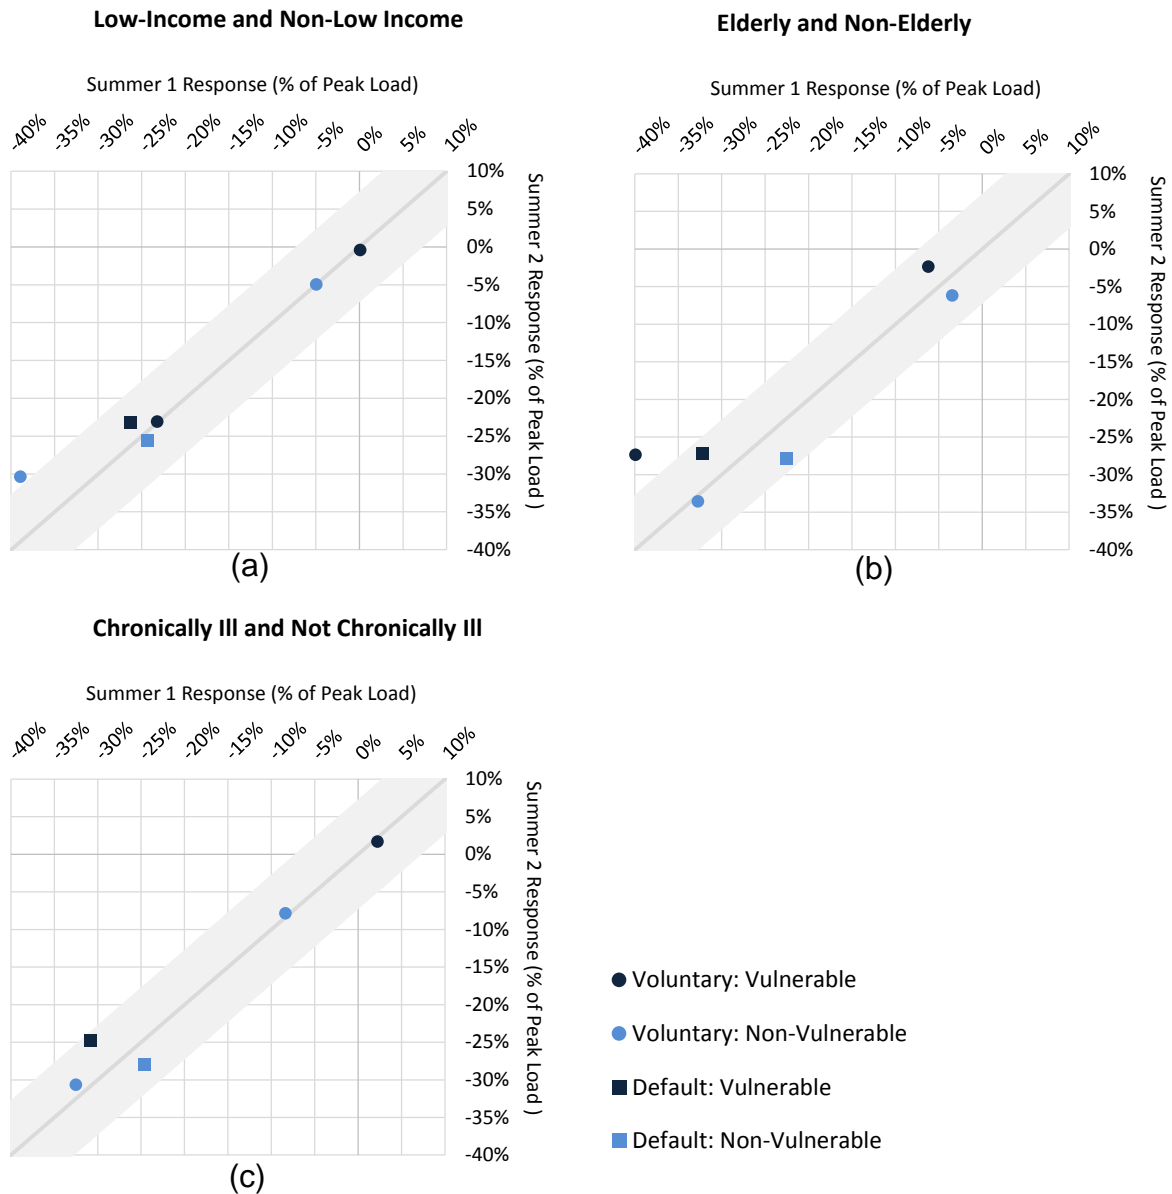 Low-Income and Non-Low Income
Summer 1 Response (% of Peak Load)
-40% -35% -30% -25% -20% -15% -10% -5% 0% 5% 10%
10%
5%
0%
-5%
-10%
-15%
-20%
-25%
-30%
-35%
-40%
Summer 2 Response (% of Peak Load )
(a)
Elderly and Non-Elderly
Summer 1 Response (% of Peak Load)
-40% -35% -30% -25% -20% -15% -10% -5% 0% 5% 10%
10%
5%
0%
-5%
-10%
-15%
-20%
-25%
-30%
-35%
-40%
Summer 2 Response (% of Peak Load )
(b)
Chronically Ill and Not Chronically Ill
Summer 1 Response (% of Peak Load)
-40% -35% -30% -25% -20% -15% -10% 0% 5% 10%
10%
5%
0%
-5%
-10%
-15%
-20%
-25%
-30%
-35%
-40%
Summer 2 Response (% of Peak Load )
(c)
Voluntary: Vulnerable
Voluntary: Non-Vulnerable
Default: Vulnerable
Default: Non-Vulnerable